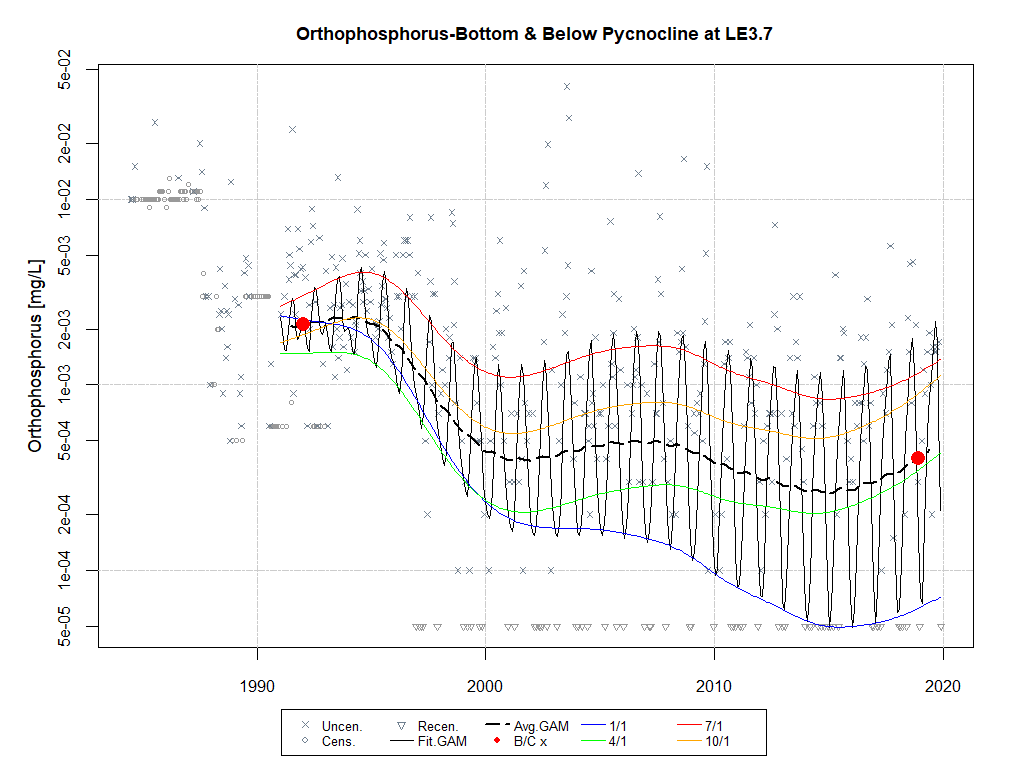 Orthophosphorus-Bottom & Below Pycnocline at LE3.7
Orthophosphorus [mg/L]
5e-02
2e-02
1e-02
5e-03
2e-03
1e-03
5e-04
2e-04
1e-04
5e-05
1990 2000 2010 2020
Uncen. Recen. Avg.GAM 1/1 7/1
Cens. Fit.GAM B/C x 4/1 10/1